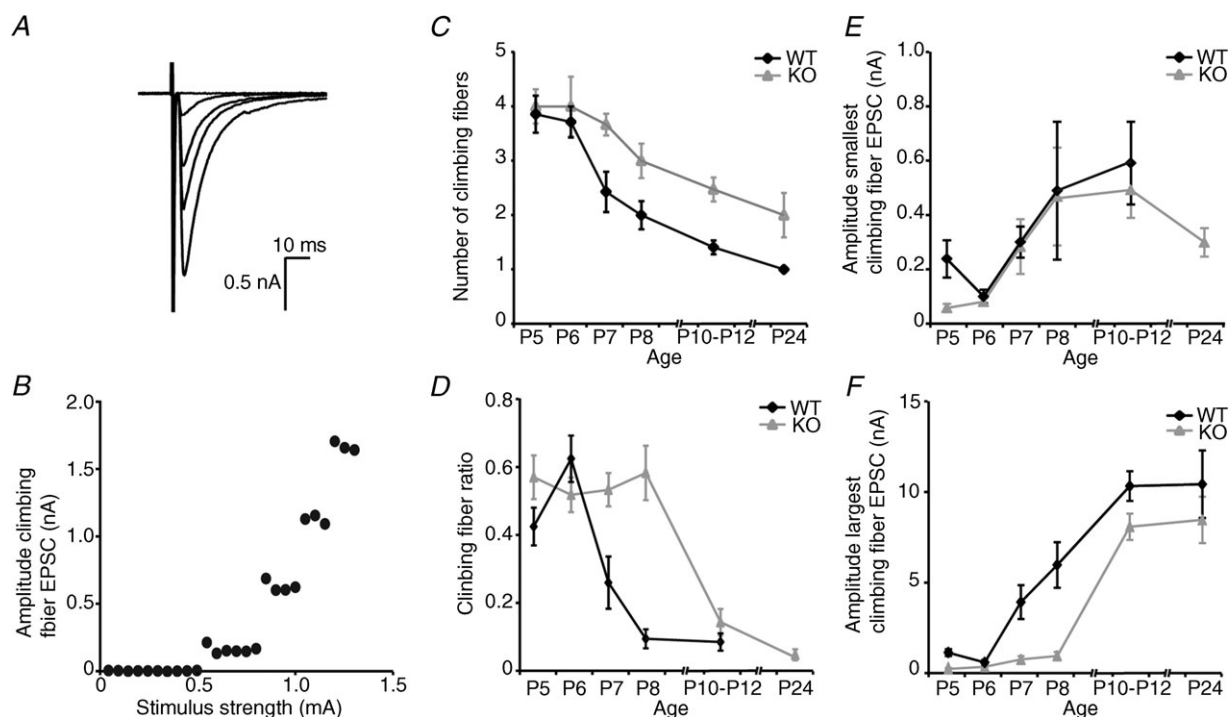 A
10 ms
0.5 nA
B
Amplitude climbing
fbier EPSC (nA)
2.0
1.5
1.0
0.5
0
0
0.5
1.0
1.5
Stimulus strength (mA)
C
WT
KO
Number of climbing fibers
5
4
3
2
1
0
P5 P6 P7 P8 P10-P12 P24
Age
D
WT
KO
Clinbing fiber ratio
0.8
0.6
0.4
0.2
0
P5 P6 P7 P8 P10-P12 P24
Age
E
WT
KO
Amplitude smallest
climbing fiber EPSC (nA)
1.0
0.8
0.6
0.4
0.2
0
P5 P6 P7 P8 P10-P12 P24
Age
F
WT
KO
Amplitude largest
climbing fiber EPSC (nA)
15
10
5
0
P5 P6 P7 P8 P10-P12 P24
Age